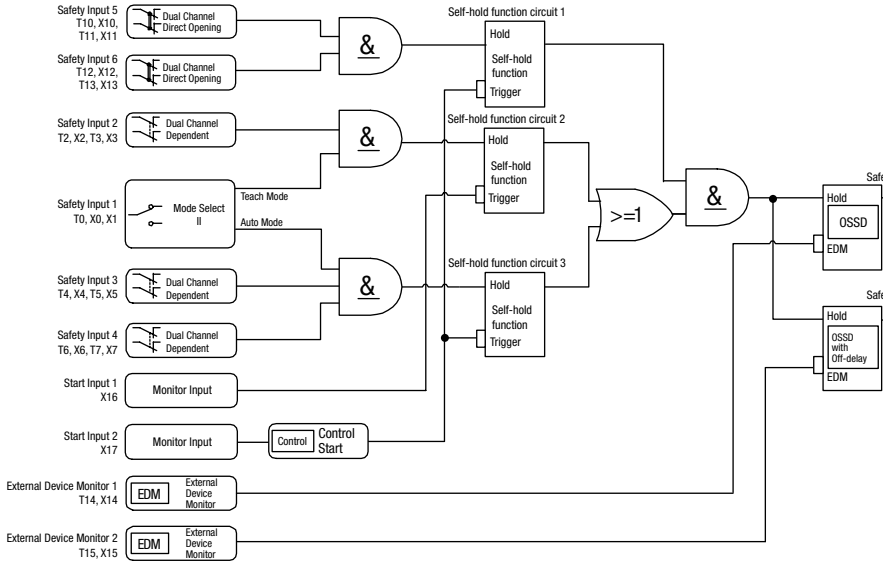 Safety Input 5
T10, X10,
T11, X11
Dual Channel
Direct Opening
Safety Input 6
T12, X12,
T13, X13
Dual Channel
Direct Opening
Safety Input 2
T2, X2, T3, X3
Dual Channel
Dependent
Safety Input 1
T0, X0, X1
Mode Select
II
Teach Mode
Auto Mode
Safety Input 3
T4, X4, T5, X5
Dual Channel
Dependent
Safety Input 4
T6, X6, T7, X7
Dual Channel
Dependent
Start Input 1
X16
Monitor Input
Start Input 2
X17
Monitor Input
Control
Control
Start
External Device Monitor 1
T14, X14
EDM
External
Device
Monitor
External Device Monitor 2
T15, X15
EDM
External
Device
Monitor
&
&
&
Self-hold function circuit 1
Hold
Self-hold
function
Trigger
Self-hold function circuit 2
Hold
Self-hold
function
Trigger
Self-hold function circuit 3
Hold
Self-hold
function
Trigger
>=1
&
Safe
Hold
OSSD
EDM
Safe
Hold
OSSD
with
Off-delay
EDM